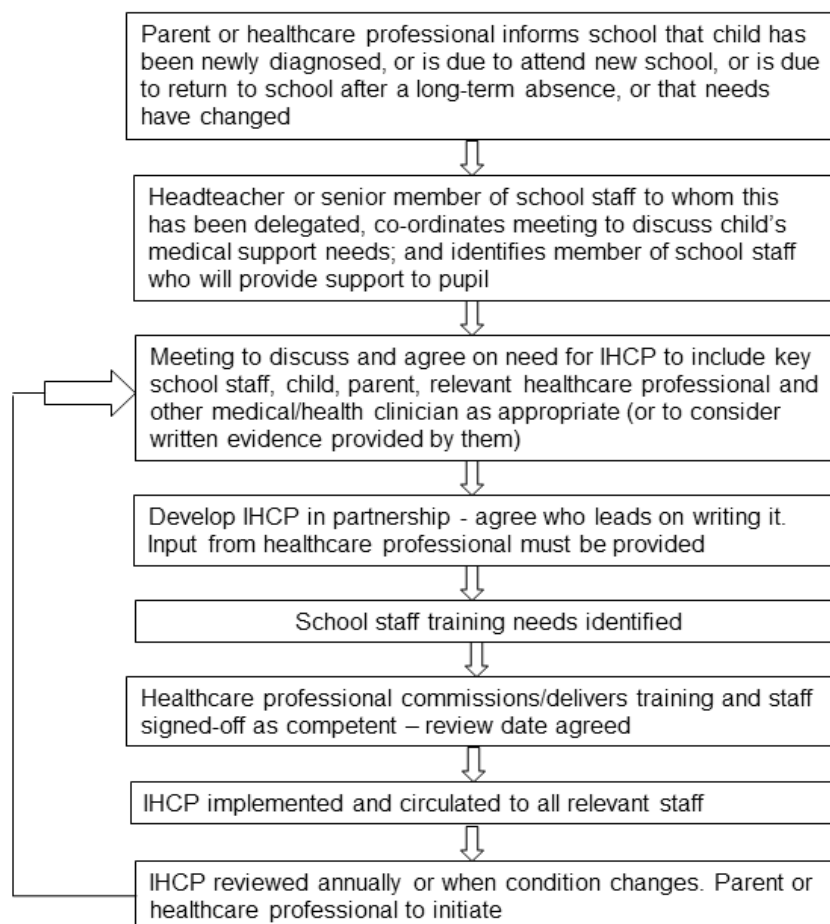 Parent or healthcare professional informs school that child has
been newly diagnosed, or is due to attend new school, or is due
to return to school after a long-term absence, or that needs
have changed
Headteacher or senior member of school staff to whom this
has been delegated, co-ordinates meeting to discuss child's
medical support needs; and identifies member of school staff
who will provide support to pupil
Meeting to discuss and agree on need for IHCP to include key
school staff, child, parent, relevant healthcare professional and
other medical/health clinician as appropriate (or to consider
written evidence provided by them)
Develop IHCP in partnership - agree who leads on writing it.
Input from healthcare professional must be provided
School staff training needs identified
Healthcare professional commissions/delivers training and staff
signed-off as competent – review date agreed
IHCP implemented and circulated to all relevant staff
IHCP reviewed annually or when condition changes. Parent or
healthcare professional to initiate